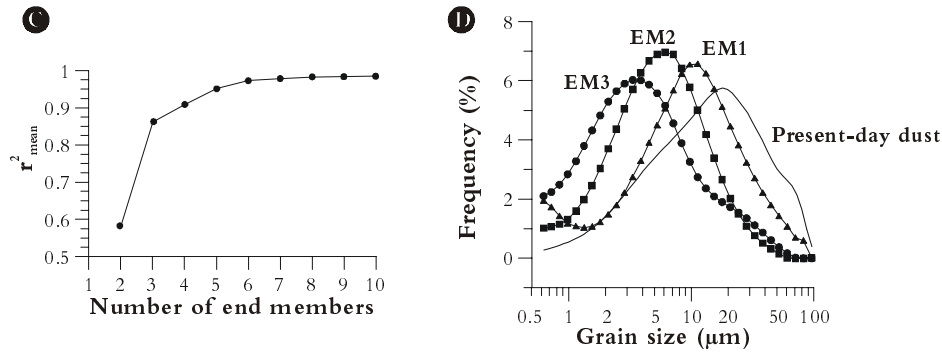 C
1
0.9
0.8
0.7
0.6
0.5
r² mean
1 2 3 4 5 6 7 8 9 10
Number of end members
D
8
6
4
2
0
Frequency (%)
EM2
EM1
EM3
Present-day dust
0.5 1 2 5 10 20 50 100
Grain size (μm)